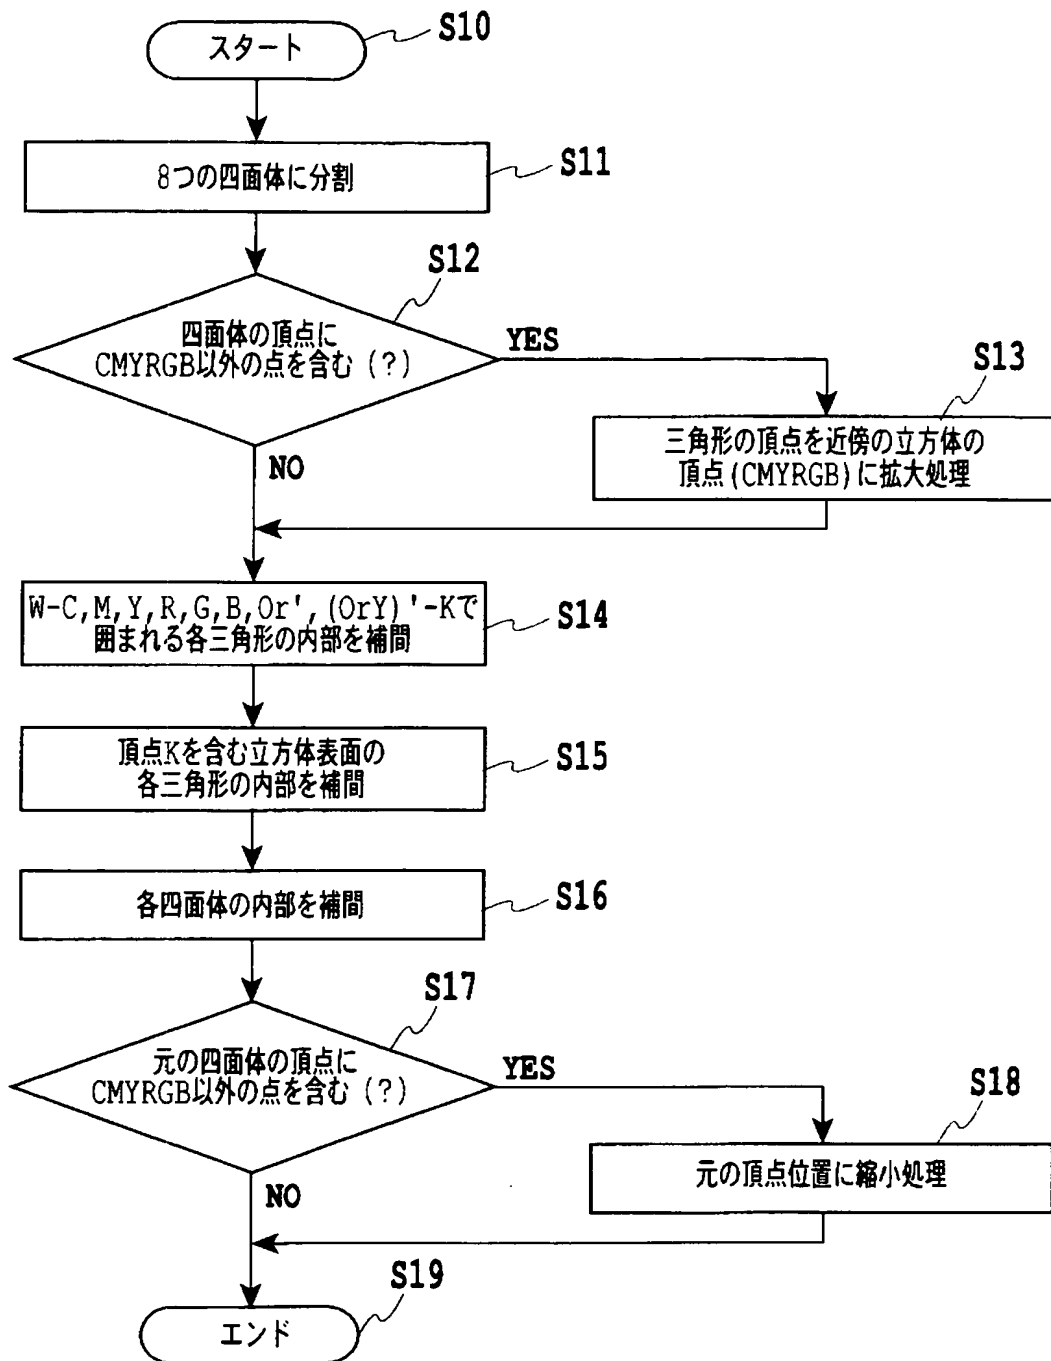 スタート
S10
8つの四面体に分割
S11
S12
四面体の頂点に
CMYRGB以外の点を含む(?)
YES
NO
S13
三角形の頂点を近傍の立方体の
頂点(CMYRGB)に拡大処理
W-C,M,Y,R,G,B,Or',(OrY)'-Kで
囲まれる各三角形の内部を補間
S14
頂点Kを含む立方体表面の
各三角形の内部を補間
S15
各四面体の内部を補間
S16
S17
元の四面体の頂点に
CMYRGB以外の点を含む(?)
YES
NO
S18
元の頂点位置に縮小処理
S19
エンド